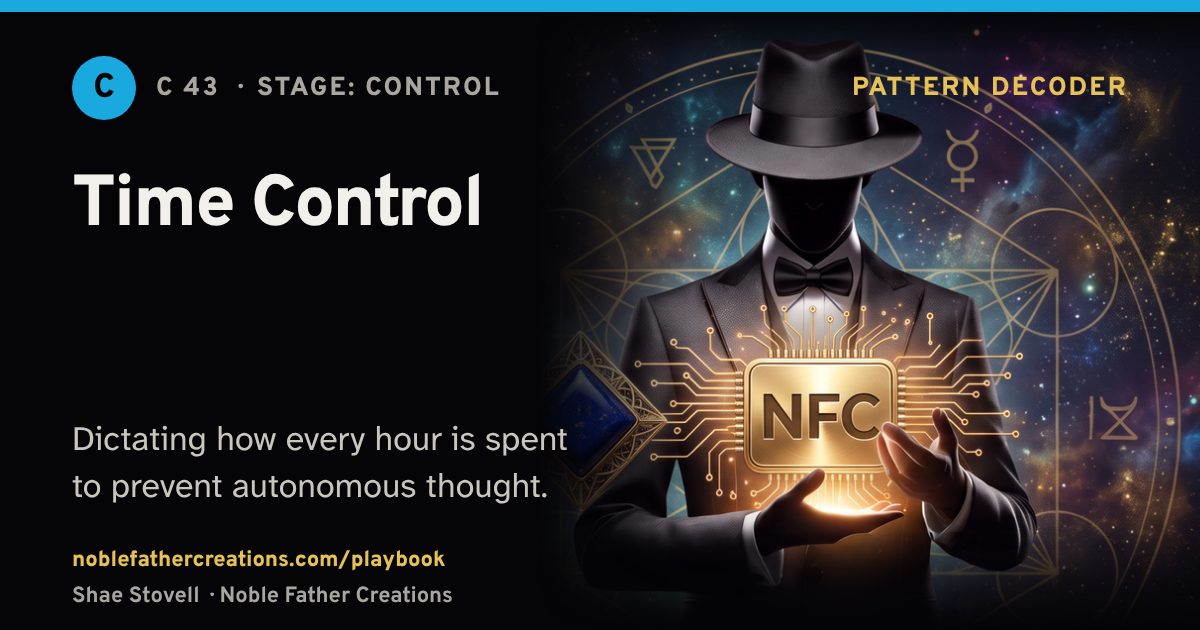 C
C 43 · STAGE: CONTROL
PATTERN DECODER
Time Control
NFC
Dictating how every hour is spent
to prevent autonomous thought.
noblefathercreations.com/playbook
Shae Stovell · Noble Father Creations